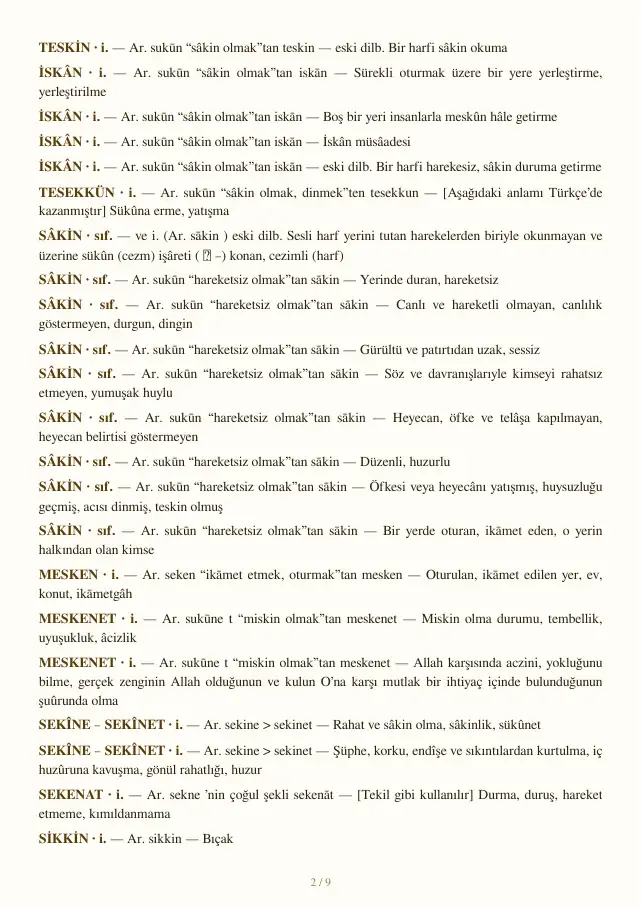 TESKİN · i. — Ar. sukūn “sâkin olmak”tan teskin — eski dilb. Bir harfi sâkin okuma
İSKÂN · i. — Ar. sukūn “sâkin olmak”tan iskān — Sürekli oturmak üzere bir yere yerleştirme,
yerleştirilme
İSKÂN · i. — Ar. sukūn “sâkin olmak”tan iskān — Boş bir yeri insanlarla meskûn hâle getirme
İSKÂN · i. — Ar. sukūn “sâkin olmak”tan iskān — İskân müsâadesi
İSKÂN · i. — Ar. sukūn “sâkin olmak”tan iskān — eski dilb. Bir harfi harekesiz, sâkin duruma getirme
TESEKKÜN · i. — Ar. sukūn “sâkin olmak, dinmek”ten tesekkun — [Aşağıdaki anlamı Türkçe’de
kazanmıştır] Sükûna erme, yatışma
SÂKİN · sıf. — ve i. (Ar. sākin ) eski dilb. Sesli harf yerini tutan harekelerden biriyle okunmayan ve
üzerine sükûn (cezm) işâreti ( –) konan, cezimli (harf)
SÂKİN · sıf. — Ar. sukūn “hareketsiz olmak”tan sākin — Yerinde duran, hareketsiz
SÂKİN · sıf. — Ar. sukūn “hareketsiz olmak”tan sākin — Canlı ve hareketli olmayan, canlılık
göstermeyen, durgun, dingin
SÂKİN · sıf. — Ar. sukūn “hareketsiz olmak”tan sākin — Gürültü ve patırtıdan uzak, sessiz
SÂKİN · sıf. — Ar. sukūn “hareketsiz olmak”tan sākin — Söz ve davranışlarıyle kimseyi rahatsız
etmeyen, yumuşak huylu
SÂKİN · sıf. — Ar. sukūn “hareketsiz olmak”tan sākin — Heyecan, öfke ve telâşa kapılmayan,
heyecan belirtisi göstermeyen
SÂKİN · sıf. — Ar. sukūn “hareketsiz olmak”tan sākin — Düzenli, huzurlu
SÂKİN · sıf. — Ar. sukūn “hareketsiz olmak”tan sākin — Öfkesi veya heyecânı yatışmış, huysuzluğu
geçmiş, acısı dinmiş, teskin olmuş
SÂKİN · sıf. — Ar. sukūn “hareketsiz olmak”tan sākin — Bir yerde oturan, ikāmet eden, o yerin
halkından olan kimse
MESKEN · i. — Ar. seken “ikāmet etmek, oturmak”tan mesken — Oturulan, ikāmet edilen yer, ev,
konut, ikāmetgâh
MESKENET · i. — Ar. sukūne t “miskin olmak”tan meskenet — Miskin olma durumu, tembellik,
uyuşukluk, âcizlik
MESKENET · i. — Ar. sukūne t “miskin olmak”tan meskenet — Allah karşısında aczini, yokluğunu
bilme, gerçek zenginin Allah olduğunun ve kulun O’na karşı mutlak bir ihtiyaç içinde bulunduğunun
şuûrunda olma
SEKÎNE – SEKÎNET · i. — Ar. sekine > sekinet — Rahat ve sâkin olma, sâkinlik, sükûnet
SEKÎNE – SEKÎNET · i. — Ar. sekine > sekinet — Şüphe, korku, endîşe ve sıkıntılardan kurtulma, iç
huzûruna kavuşma, gönül rahatlığı, huzur
SEKENAT · i. — Ar. sekne ’nin çoğul şekli sekenāt — [Tekil gibi kullanılır] Durma, duruş, hareket
etmeme, kımıldanmama
SİKKİN · i. — Ar. sikkin — Bıçak
2 / 9